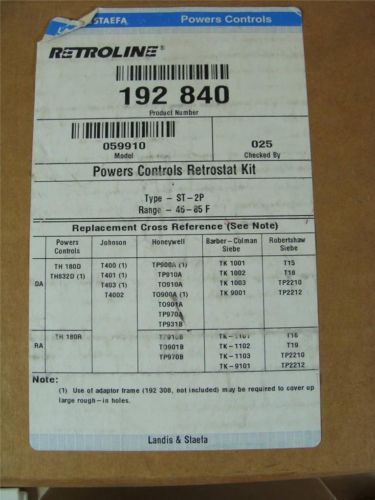 STAEFA Powers Controls
RETROLINE®
192 840
Product Number
059910 025
Model Checked By
Powers Controls Retrostat Kit
Type - ST-2P
Range - 45-85 F
Replacement Cross Reference (See Note)
Powers Controls Johnson Honeywell Barber-Colman Siebe Robertshaw Siebe
DA TH 180D T400 (1) TP900A (1) TK 1001 T15
TH832D (1) T401 (1) TP910A TK 1002 T18
T403 (1) TO910A TK 1003 TP2210
T4002 TO900A (1) TK 9001 TP2212
TO901A
TP970A
TP931B
RA TH 180R TP910B TK-1101 T16
TO901B TK-1102 T19
TP970B TK-1103 TP2210
TK-9101 TP2212
Note:
(1) Use of adaptor frame (192 308, not included) may be required to cover up
large rough-in holes.
Landis & Staefa